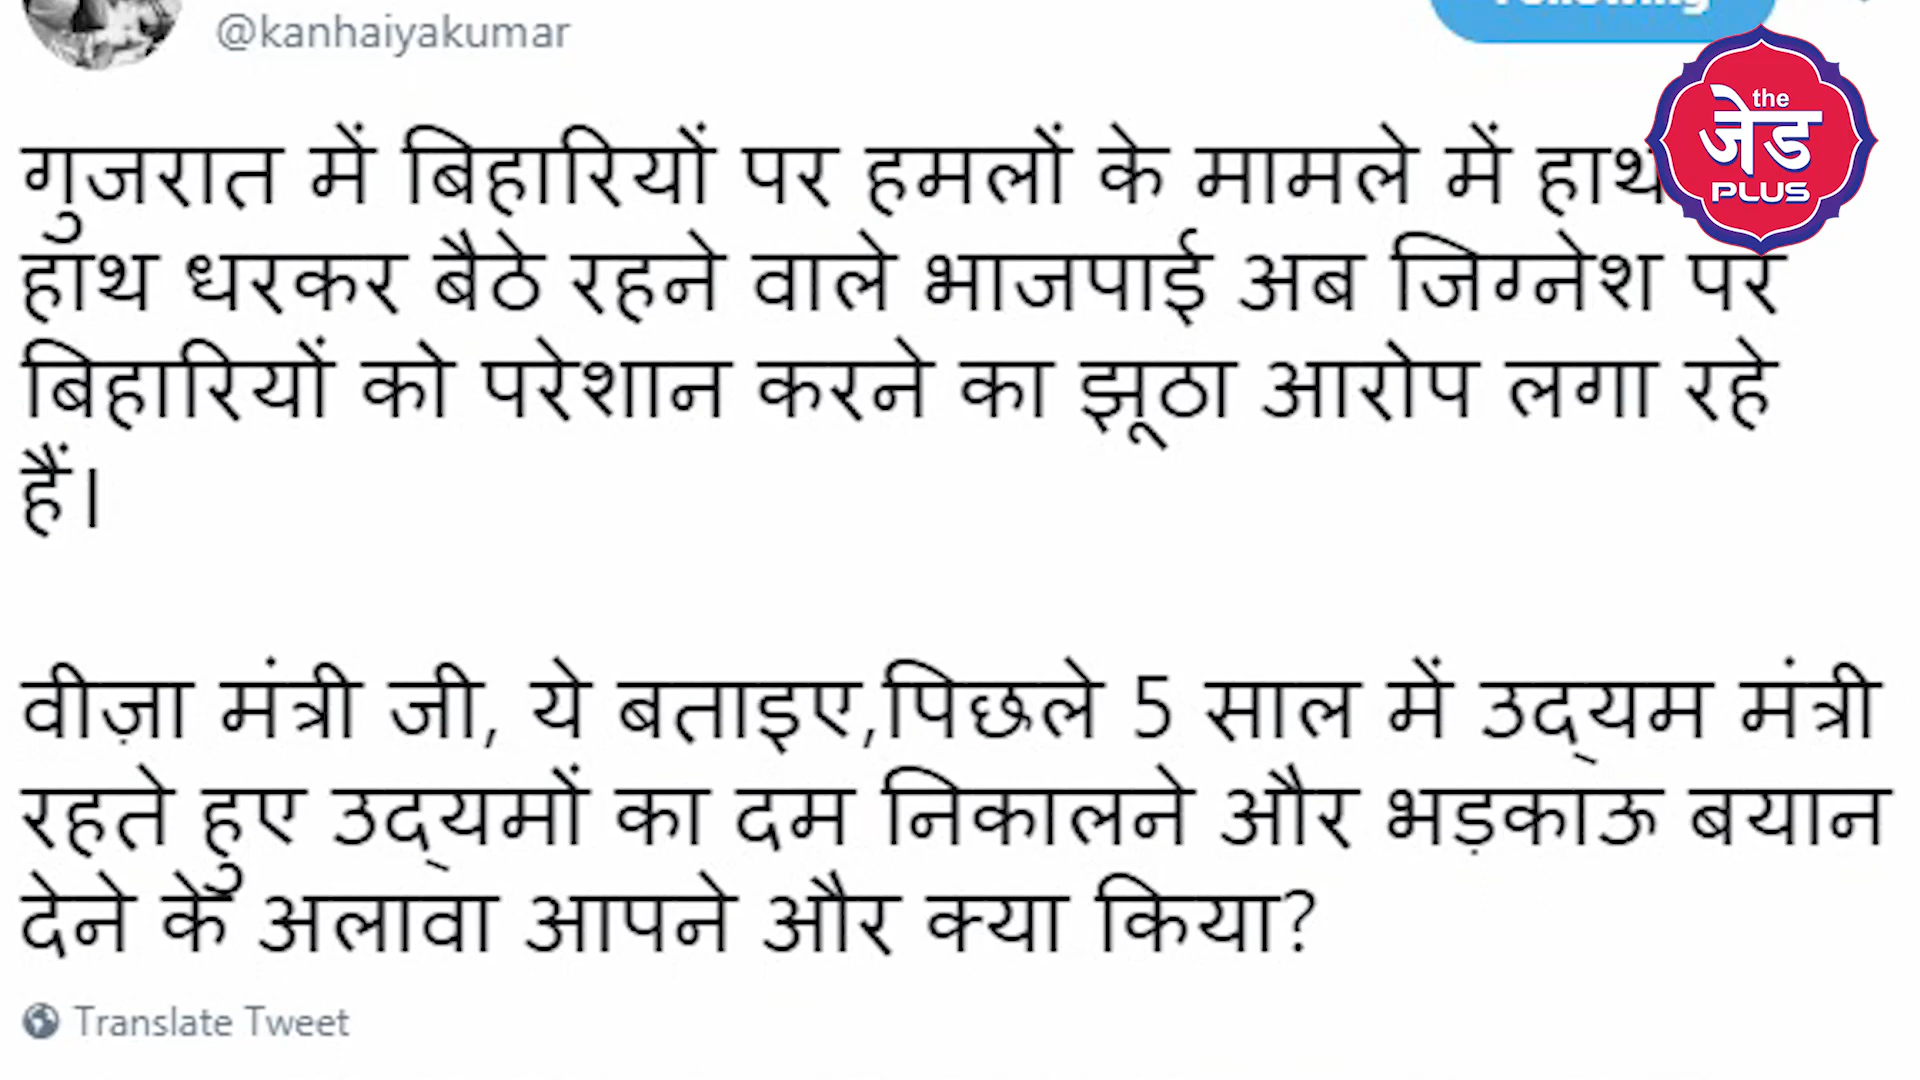 @kanhaiyakumar
Following
the
जेड
PLUS
गुजरात में बिहारियों पर हमलों के मामले में हाथ
हाथ धरकर बैठे रहने वाले भाजपाई अब जिग्नेश पर
बिहारियों को परेशान करने का झूठा आरोप लगा रहे
हैं।
वीज़ा मंत्री जी, ये बताइए,पिछले 5 साल में उद्यम मंत्री
रहते हुए उद्यमों का दम निकालने और भड़काऊ बयान
देने के अलावा आपने और क्या किया?
Translate Tweet